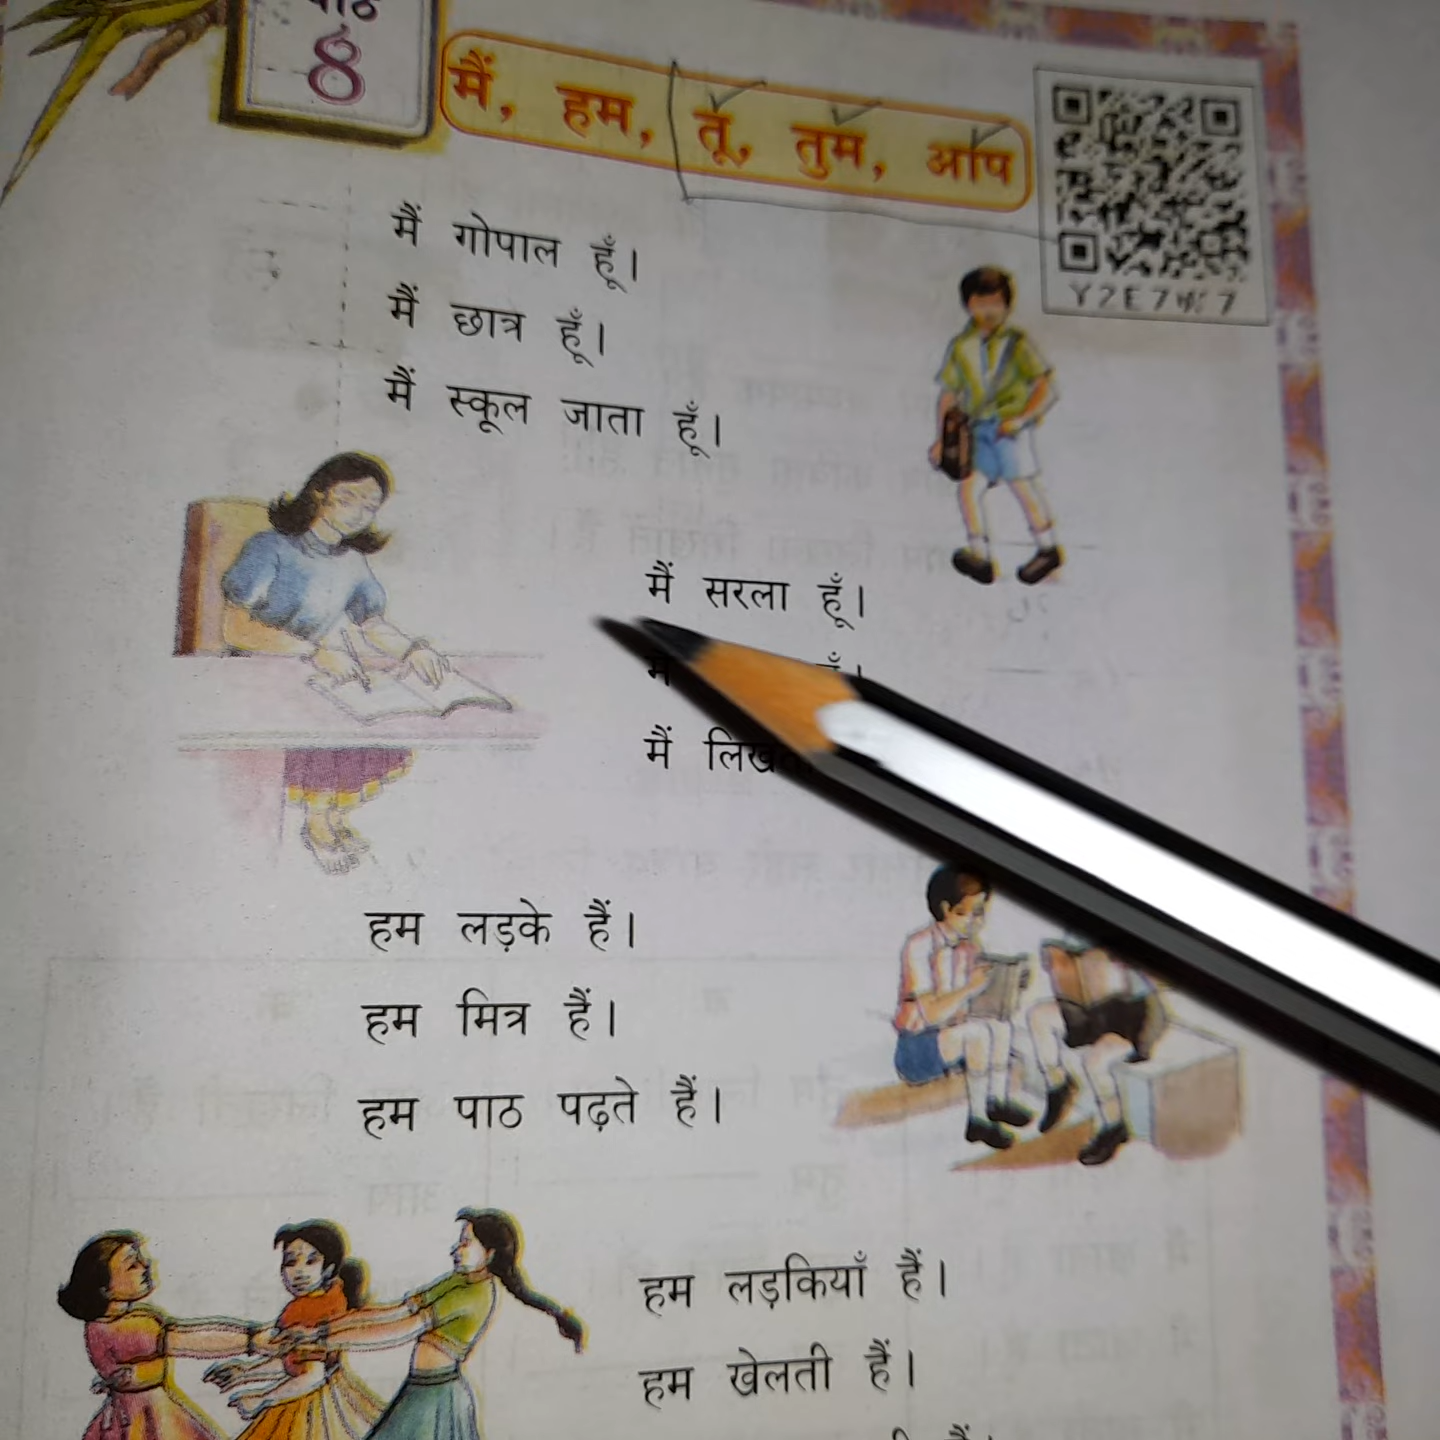 पाठ
8
मैं, हम, तू, तुम, आप
मैं गोपाल हूँ।
मैं छात्र हूँ।
मैं स्कूल जाता हूँ।
मैं सरला हूँ।
मैं
मैं
हम लड़के हैं।
हम मित्र हैं।
हम पाठ पढ़ते हैं।
हम लड़कियाँ हैं।
हम खेलती हैं।